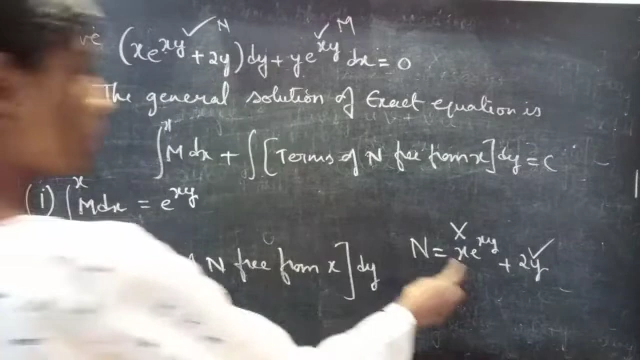 ve (xe^xy + 2y) dy + ye^xy dx = 0
N M
The general solution of Exact equation is
∫^x M dx + ∫ [Terms of N free from x] dy = C
(i) ∫^x M dx = e^xy
N free from x] dy
N = xe^xy + 2y